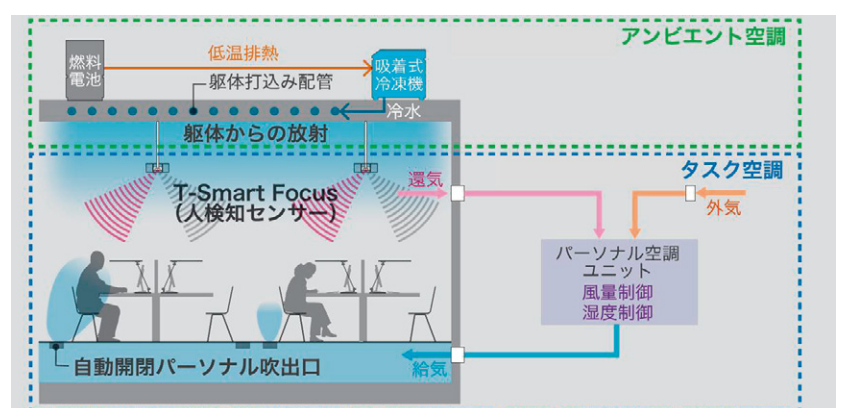 アンビエント空調
低温排熱
燃料
電池
吸着式
冷凍機
躯体打込み配管
冷水
躯体からの放射
タスク空調
還気
T-Smart Focus
(人検知センサー)
外気
パーソナル空調
ユニット
風量制御
湿度制御
自動開閉パーソナル吹出口
給気